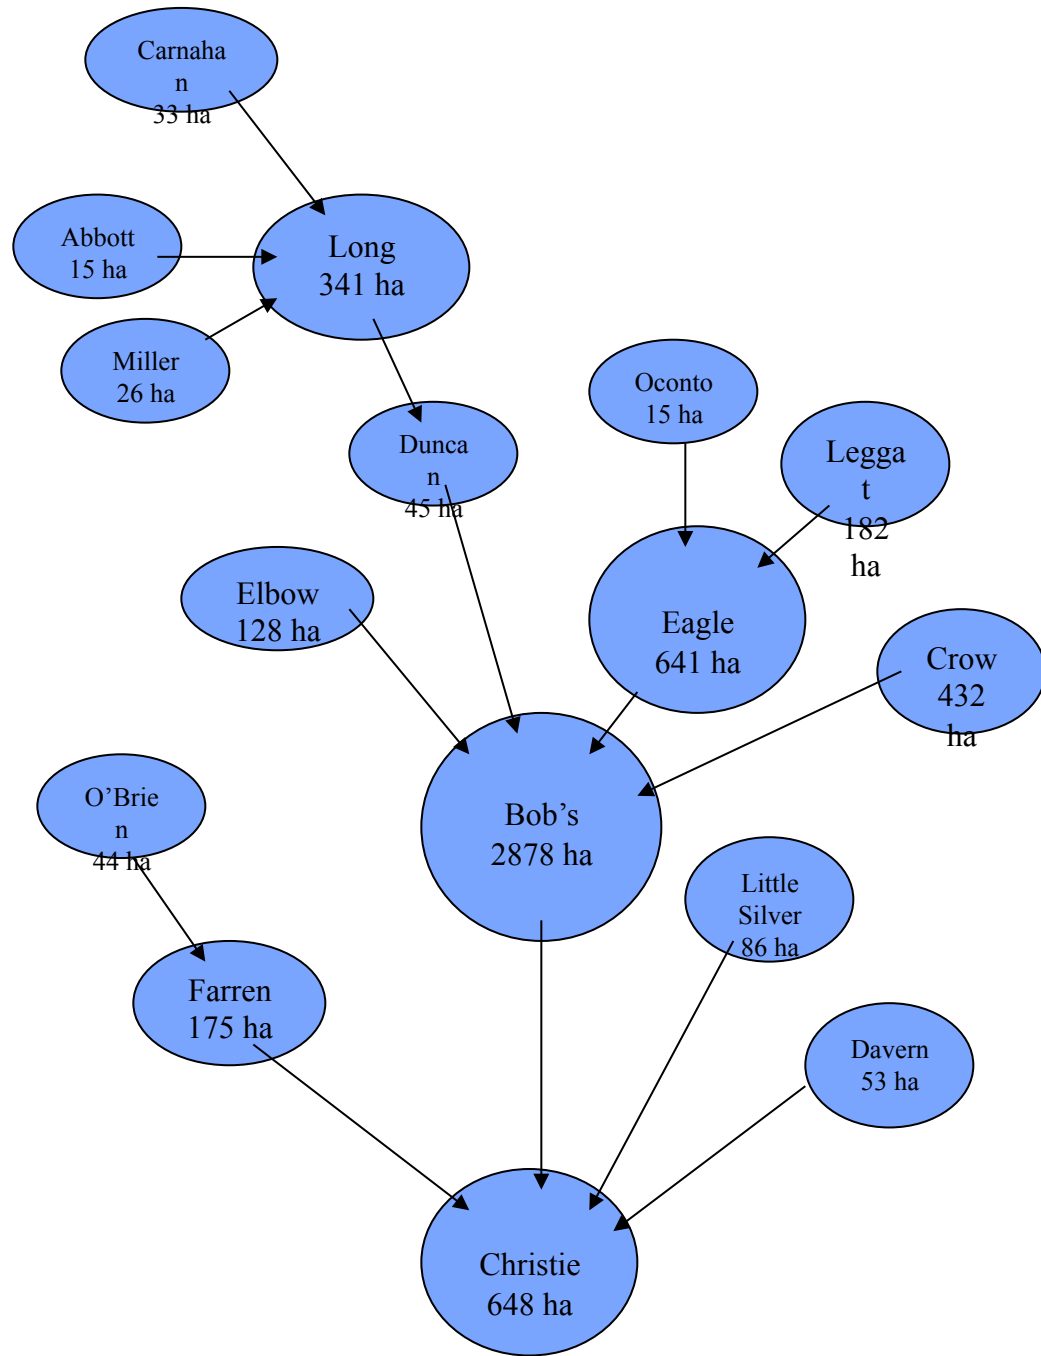 Carnaha
n
33 ha
Abbott
15 ha
Long
341 ha
Miller
26 ha
Oconto
15 ha
Dunca
n
45 ha
Legga
t
182
ha
Elbow
128 ha
Eagle
641 ha
Crow
432
ha
O’Brie
n
44 ha
Bob’s
2878 ha
Little
Silver
86 ha
Farren
175 ha
Davern
53 ha
Christie
648 ha